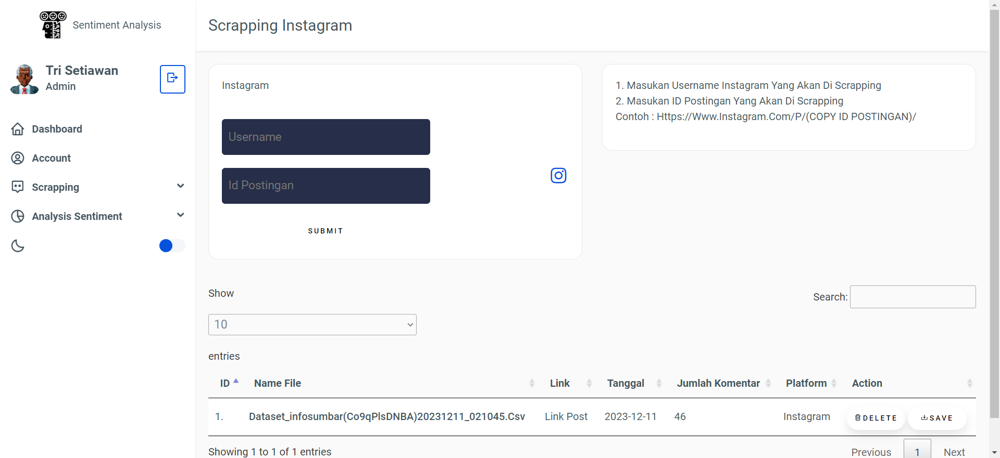 Sentiment Analysis
Tri Setiawan
Admin
Dashboard
Account
Scrapping
Analysis Sentiment
Scrapping Instagram
Instagram
Username
Id Postingan
SUBMIT
1. Masukan Username Instagram Yang Akan Di Scrapping
2. Masukan ID Postingan Yang Akan Di Scrapping
Contoh : Https://Www.Instagram.Com/P/(COPY ID POSTINGAN)/
Show
10
entries
Search:
ID Name File Link Tanggal Jumlah Komentar Platform Action
1. Dataset_infosumbar(Co9qPlsDNBA)20231211_021045.Csv Link Post 2023-12-11 46 Instagram DELETE SAVE
Showing 1 to 1 of 1 entries
Previous 1 Next